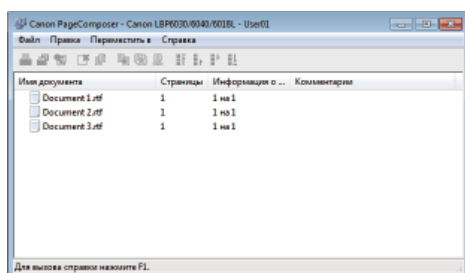 Canon PageComposer - Canon LBP6030/6040/6018L - User01
Файл Правка Переместить в Справка
Имя документа Страницы Информация о ... Комментарии
Document 1.rtf 1 1 на 1
Document 2.rtf 1 1 на 1
Document 3.rtf 1 1 на 1
Для вызова справки нажмите F1.